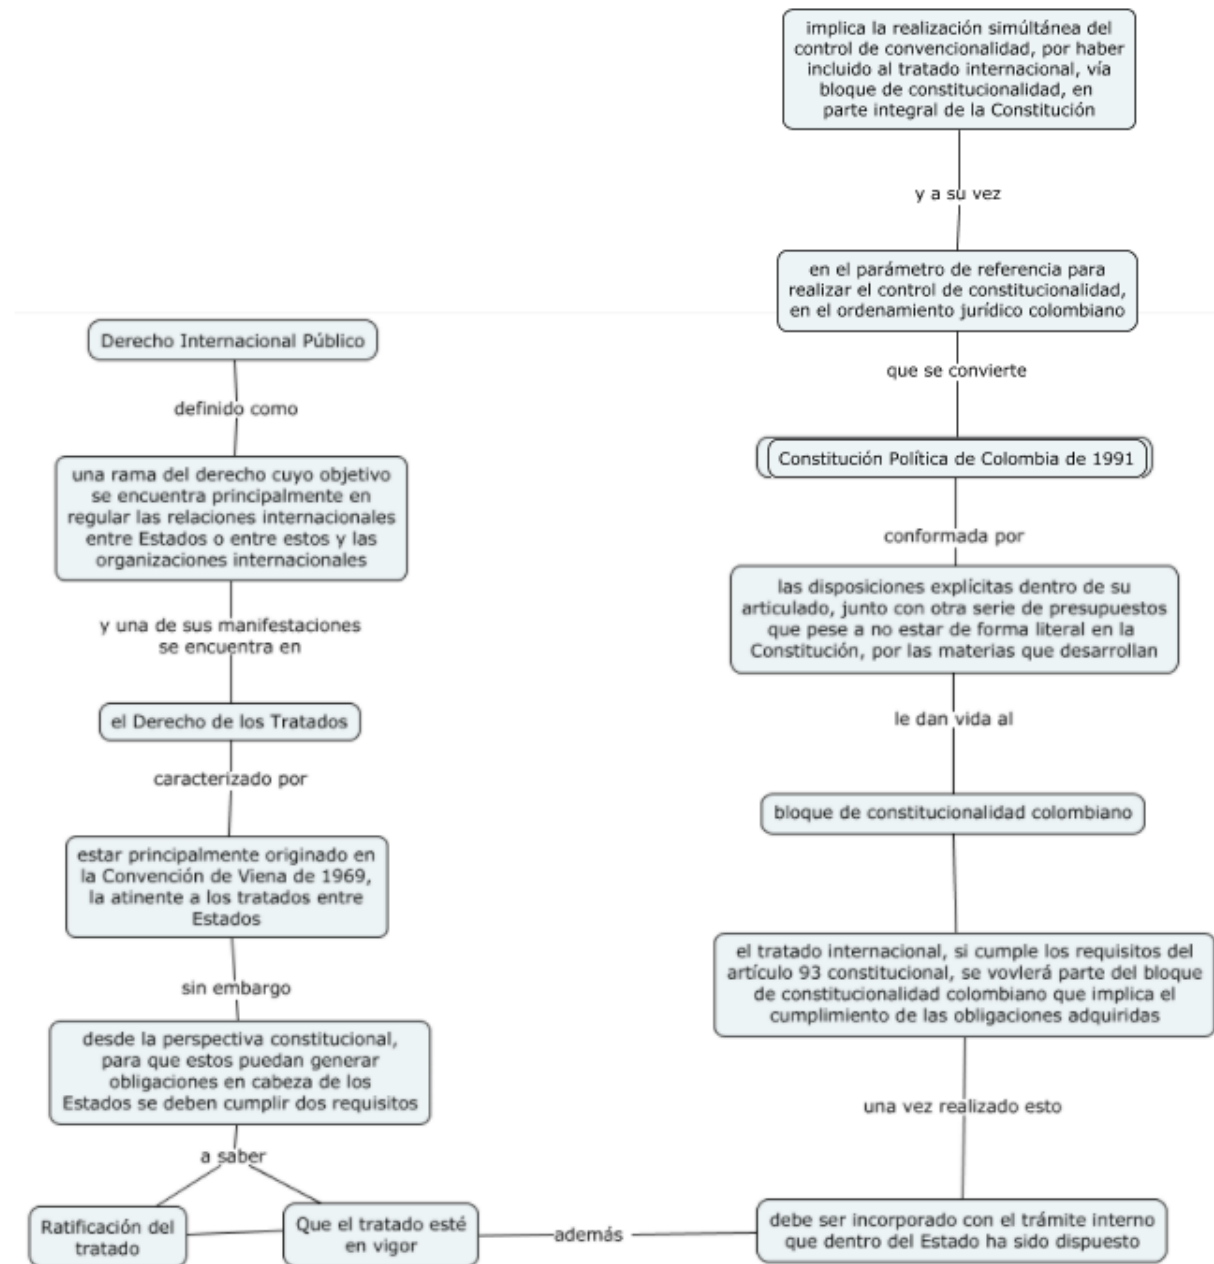 implica la realización simúltánea del
control de convencionalidad, por haber
incluido al tratado internacional, vía
bloque de constitucionalidad, en
parte integral de la Constitución
y a su vez
en el parámetro de referencia para
realizar el control de constitucionalidad,
en el ordenamiento jurídico colombiano
que se convierte
Constitución Política de Colombia de 1991
conformada por
las disposiciones explícitas dentro de su
articulado, junto con otra serie de presupuestos
que pese a no estar de forma literal en la
Constitución, por las materias que desarrollan
le dan vida al
bloque de constitucionalidad colombiano
el tratado internacional, si cumple los requisitos del
artículo 93 constitucional, se vovlerá parte del bloque
de constitucionalidad colombiano que implica el
cumplimiento de las obligaciones adquiridas
una vez realizado esto
debe ser incorporado con el trámite interno
que dentro del Estado ha sido dispuesto
Derecho Internacional Público
definido como
una rama del derecho cuyo objetivo
se encuentra principalmente en
regular las relaciones internacionales
entre Estados o entre estos y las
organizaciones internacionales
y una de sus manifestaciones
se encuentra en
el Derecho de los Tratados
caracterizado por
estar principalmente originado en
la Convención de Viena de 1969,
la atinente a los tratados entre
Estados
sin embargo
desde la perspectiva constitucional,
para que estos puedan generar
obligaciones en cabeza de los
Estados se deben cumplir dos requisitos
a saber
Ratificación del
tratado
Que el tratado esté
en vigor
además